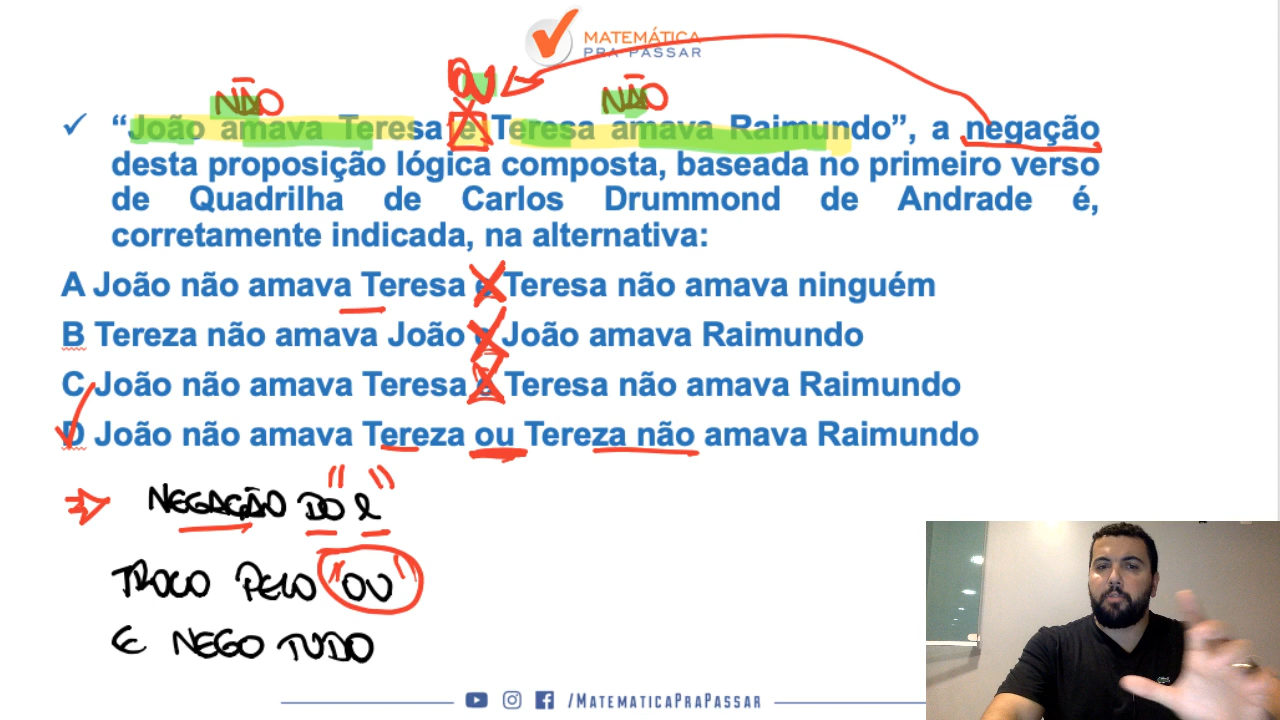 MATEMÁTICA
PRA PASSAR
NÃO OU NÃO
✓ “João amava Teresa e Teresa amava Raimundo”, a negação
desta proposição lógica composta, baseada no primeiro verso
de Quadrilha de Carlos Drummond de Andrade é,
corretamente indicada, na alternativa:
A João não amava Teresa e Teresa não amava ninguém
B Tereza não amava João e João amava Raimundo
C João não amava Teresa e Teresa não amava Raimundo
D João não amava Tereza ou Tereza não amava Raimundo
⇒ NEGAÇÃO DO "e"
TROCO PELO "OU"
E NEGO TUDO
/MATEMATICAPRAPASSAR